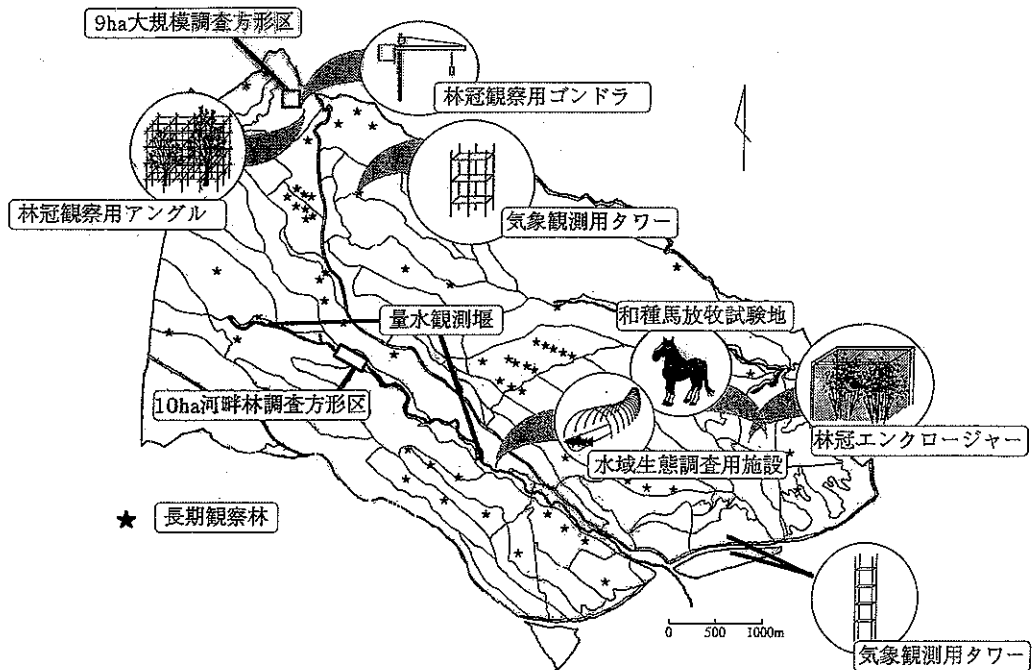 9ha大規模調査方形区
林冠観察用ゴンドラ
林冠観察用アングル
気象観測用タワー
量水観測堰
和種馬放牧試験地
10ha河畔林調査方形区
林冠エンクロージャー
水域生態調査用施設
★ 長期観察林
0 500 1000m
気象観測用タワー